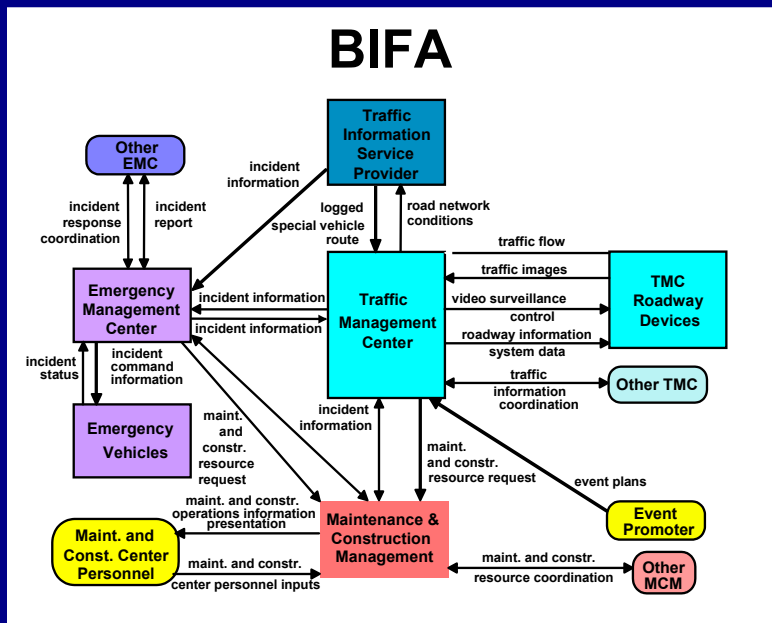 BIFA
Traffic
Information
Service
Provider
Other
EMC
incident
information
incident
response
coordination
incident
report
logged
special vehicle
route
road network
conditions
traffic flow
traffic images
TMC
Roadway
Devices
Emergency
Management
Center
incident information
incident information
Traffic
Management
Center
video surveillance
control
roadway information
system data
incident
status
incident
command
information
traffic
information
coordination
Other TMC
Emergency
Vehicles
maint.
and
constr.
resource
request
incident
information
maint.
and constr.
resource request
event plans
maint. and constr.
operations information
presentation
Maint. and
Const. Center
Personnel
Maintenance &
Construction
Management
Event
Promoter
maint. and constr.
center personnel inputs
maint. and constr.
resource coordination
Other
MCM